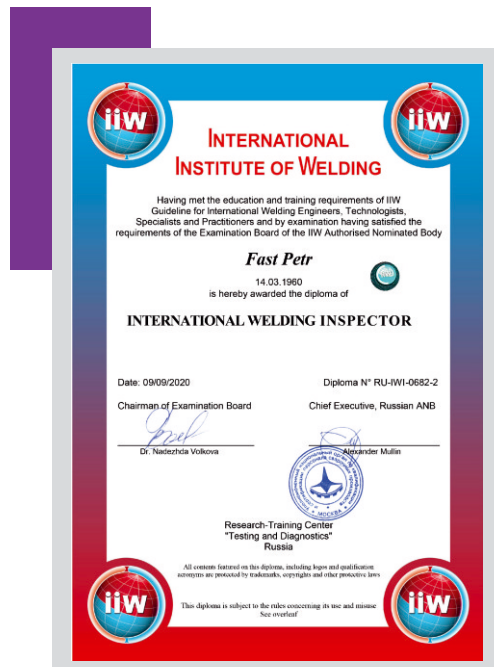 iiw
iiw
INTERNATIONAL
INSTITUTE OF WELDING
Having met the education and training requirements of IIW
Guideline for International Welding Engineers, Technologists,
Specialists and Practitioners and by examination having satisfied the
requirements of the Examination Board of the IIW Authorised Nominated Body
Fast Petr
14.03.1960
is hereby awarded the diploma of
INTERNATIONAL WELDING INSPECTOR
Date: 09/09/2020
Diploma N° RU-IWI-0682-2
Chairman of Examination Board
Chief Executive, Russian ANB
Dr. Nadezhda Volkova
Alexander Mullin
МОСКВА
Research-Training Center
"Testing and Diagnostics"
Russia
All contents featured on this diploma, including logos and qualification
acronyms are protected by trademarks, copyrights and other protective laws
This diploma is subject to the rules concerning its use and misuse
See overleaf
iiw
iiw